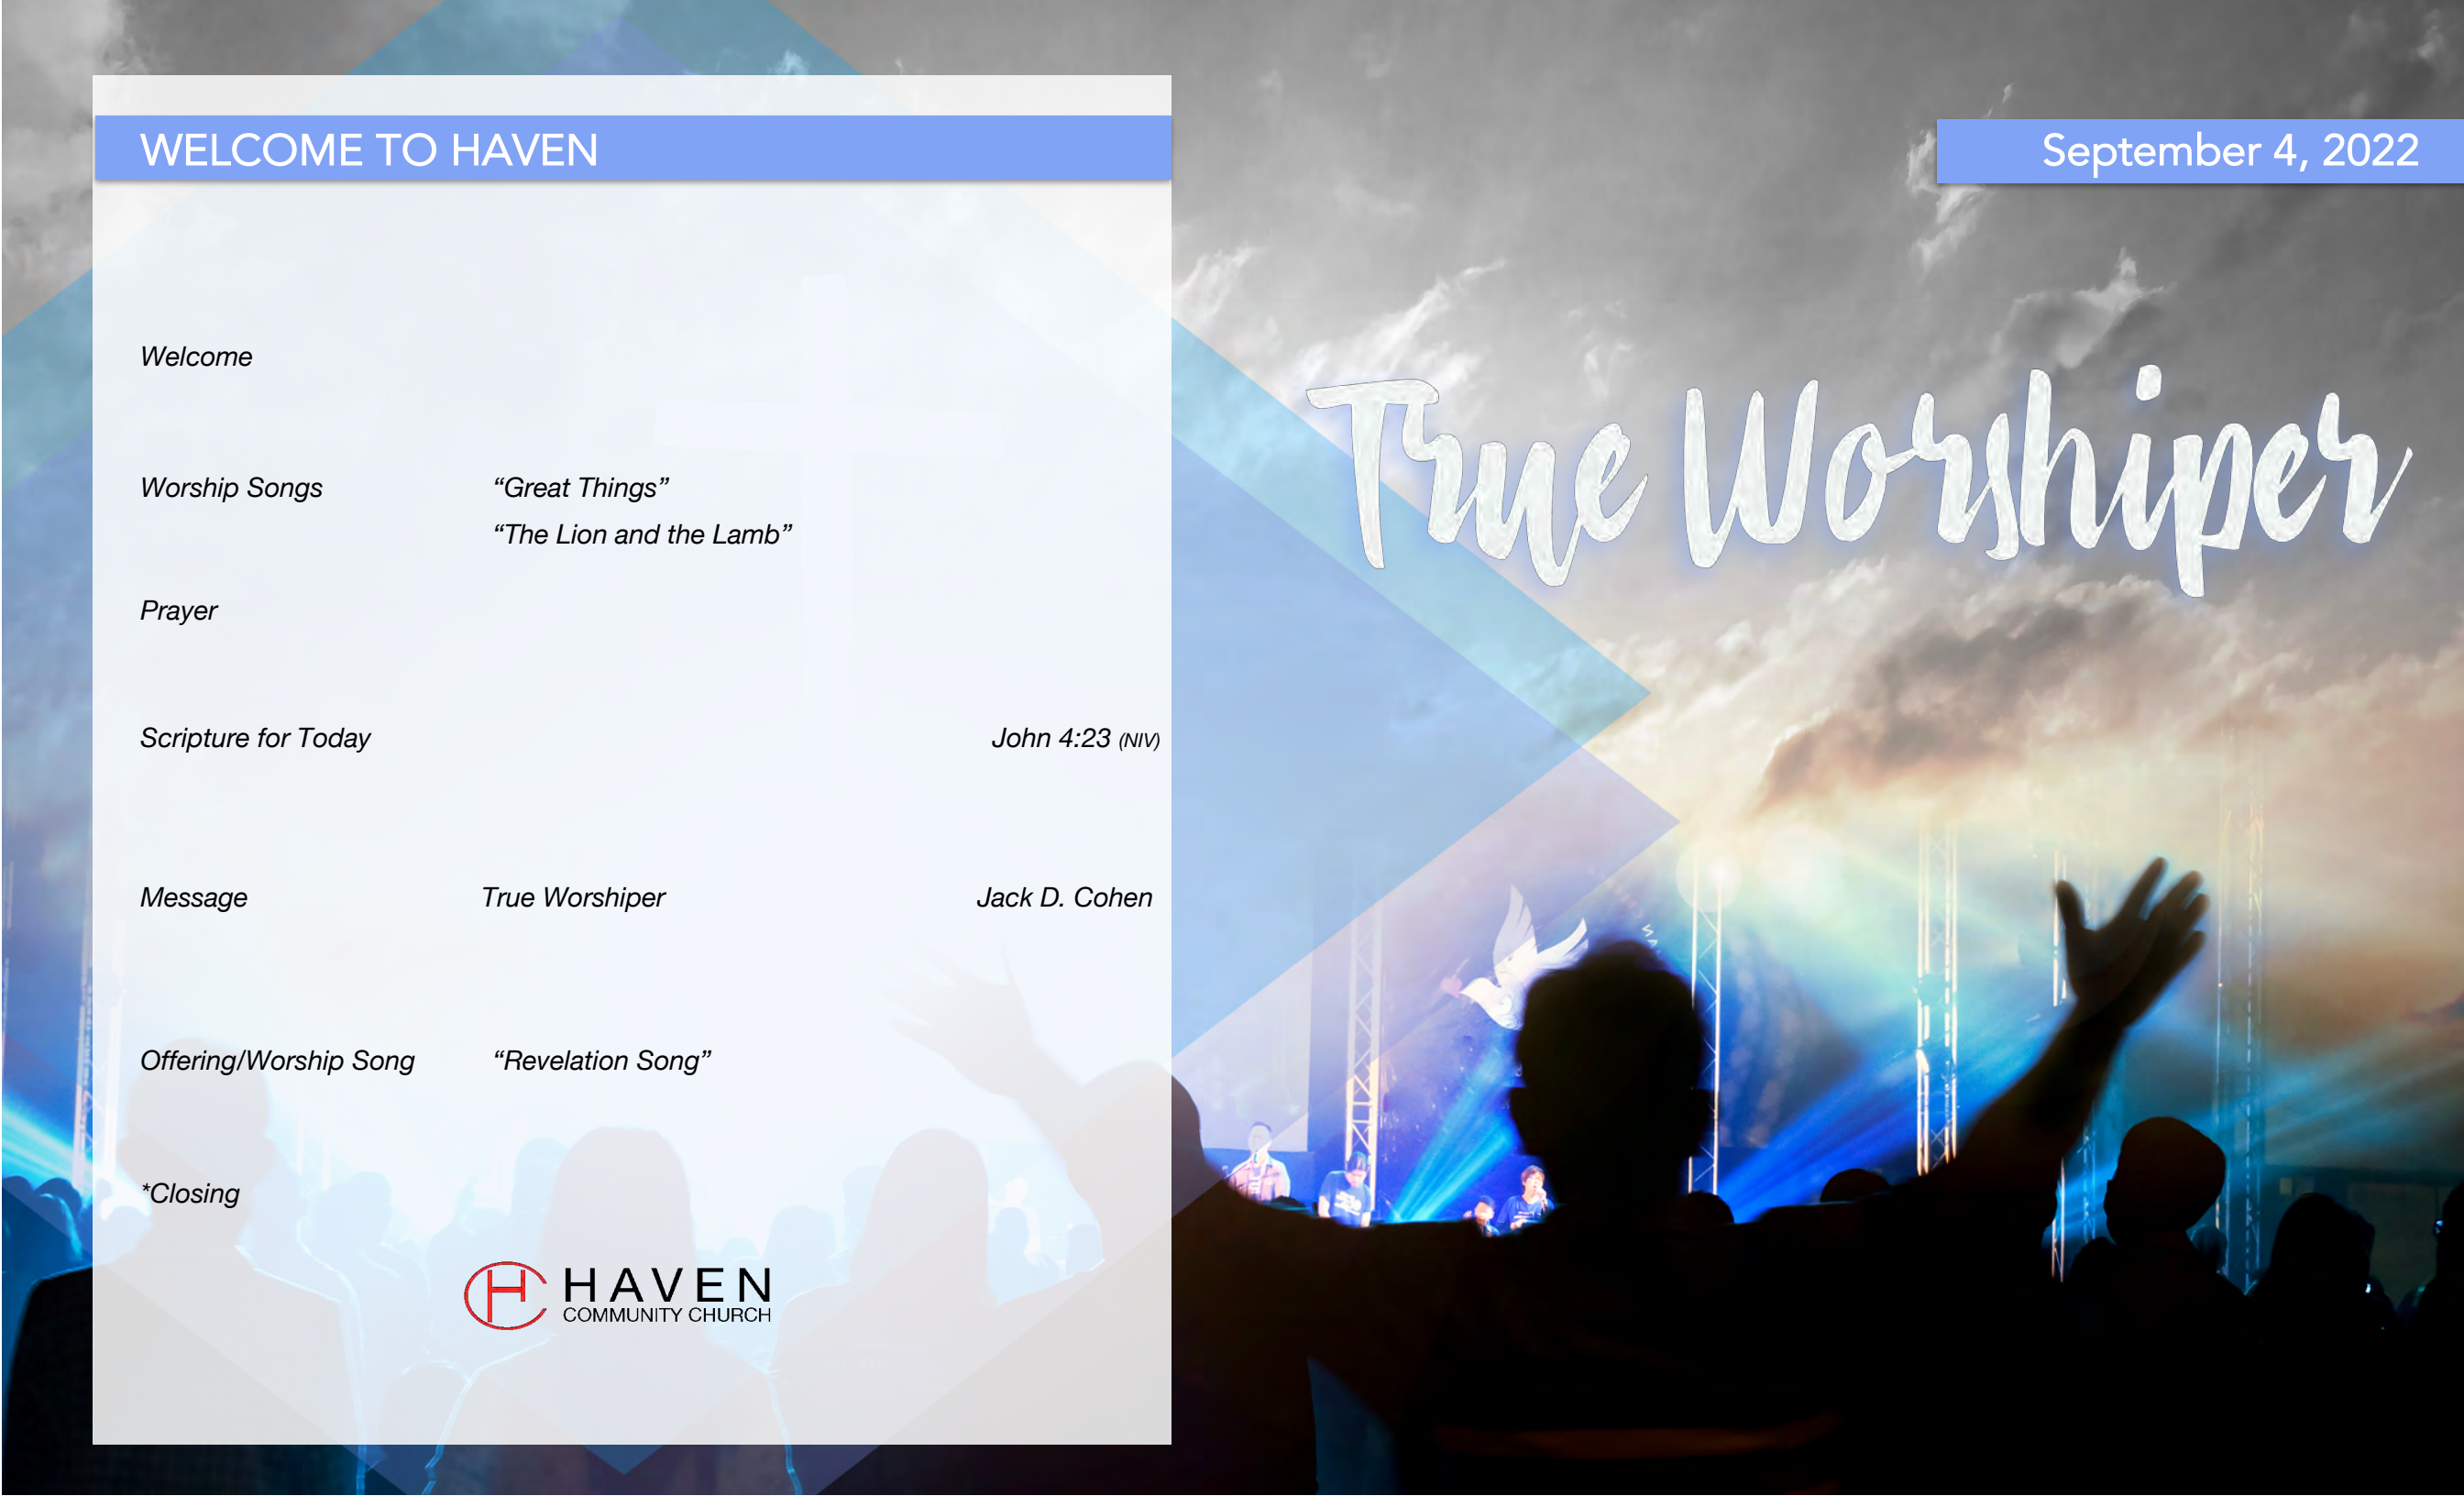 WELCOME TO HAVEN
Welcome
Worship Songs “Great Things”
“The Lion and the Lamb”
Prayer
Scripture for Today John 4:23 (NIV)
Message True Worshiper Jack D. Cohen
Offering/Worship Song “Revelation Song”
*Closing
HAVEN
COMMUNITY CHURCH
September 4, 2022
True Worshiper